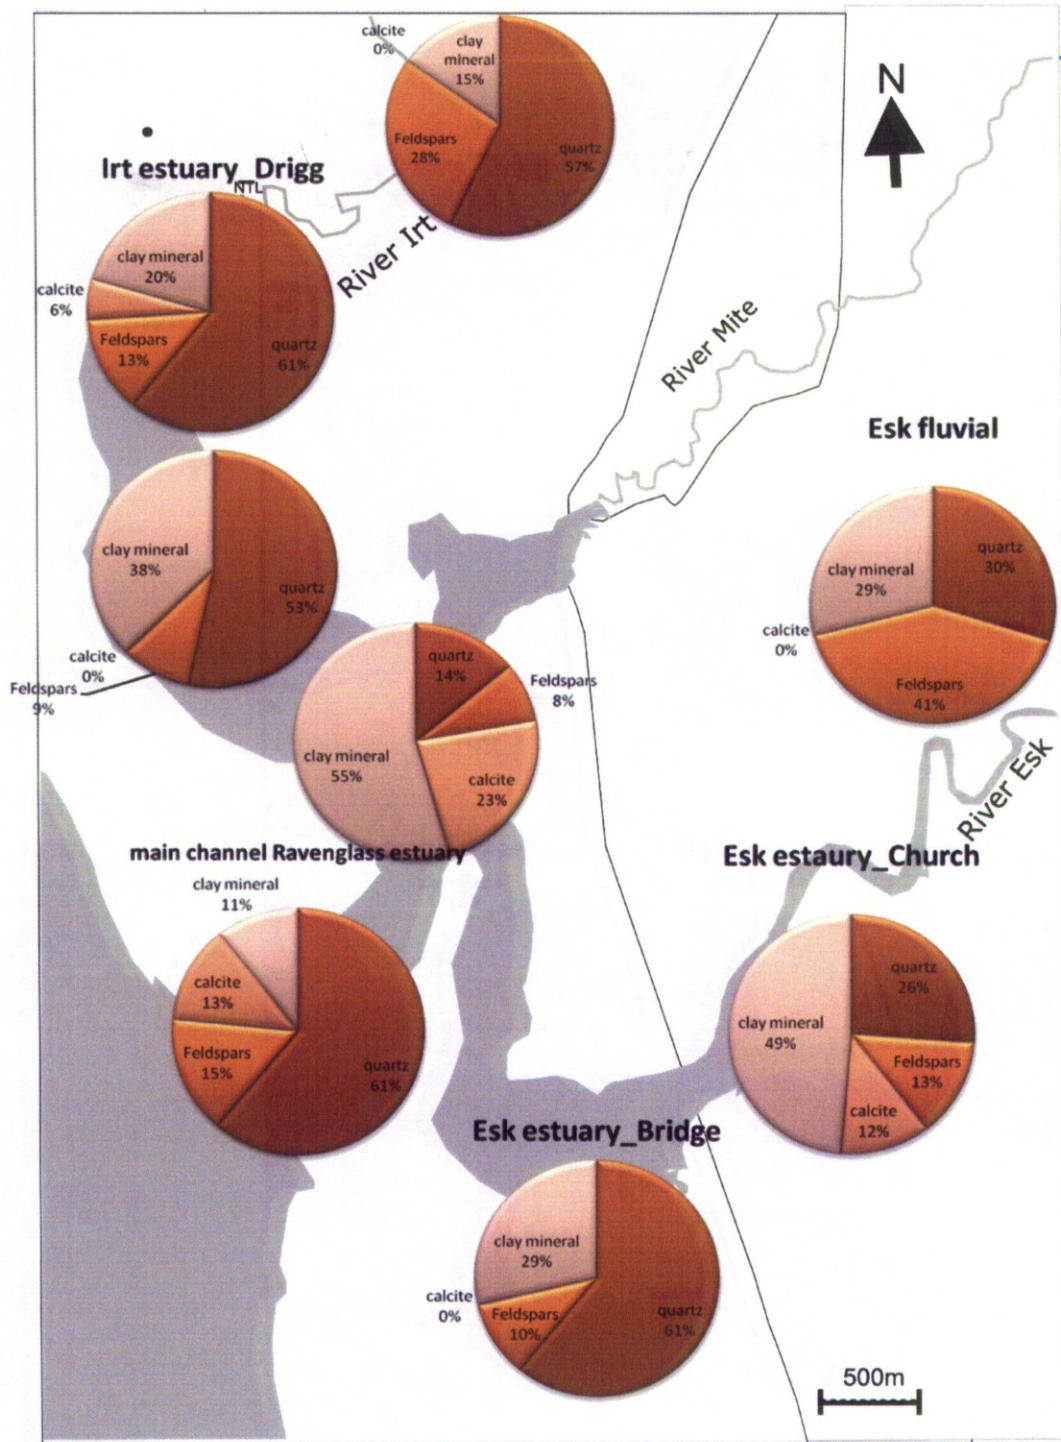 calcite
0%
clay
mineral
15%
Feldspars
28%
quartz
57%
N
Irt estuary_Drigg
NTL
River Irt
clay mineral
20%
calcite
6%
Feldspars
13%
quartz
61%
River Mite
Esk fluvial
quartz
30%
clay mineral
29%
calcite
0%
Feldspars
41%
River Esk
clay mineral
38%
quartz
53%
calcite
0%
Feldspars
9%
quartz
14%
Feldspars
8%
clay mineral
55%
calcite
23%
main channel Ravenglass estuary
clay mineral
11%
calcite
13%
Feldspars
15%
quartz
61%
Esk estaury_Church
quartz
26%
clay mineral
49%
Feldspars
13%
calcite
12%
Esk estuary_Bridge
clay mineral
29%
calcite
0%
Feldspars
10%
quartz
61%
500m